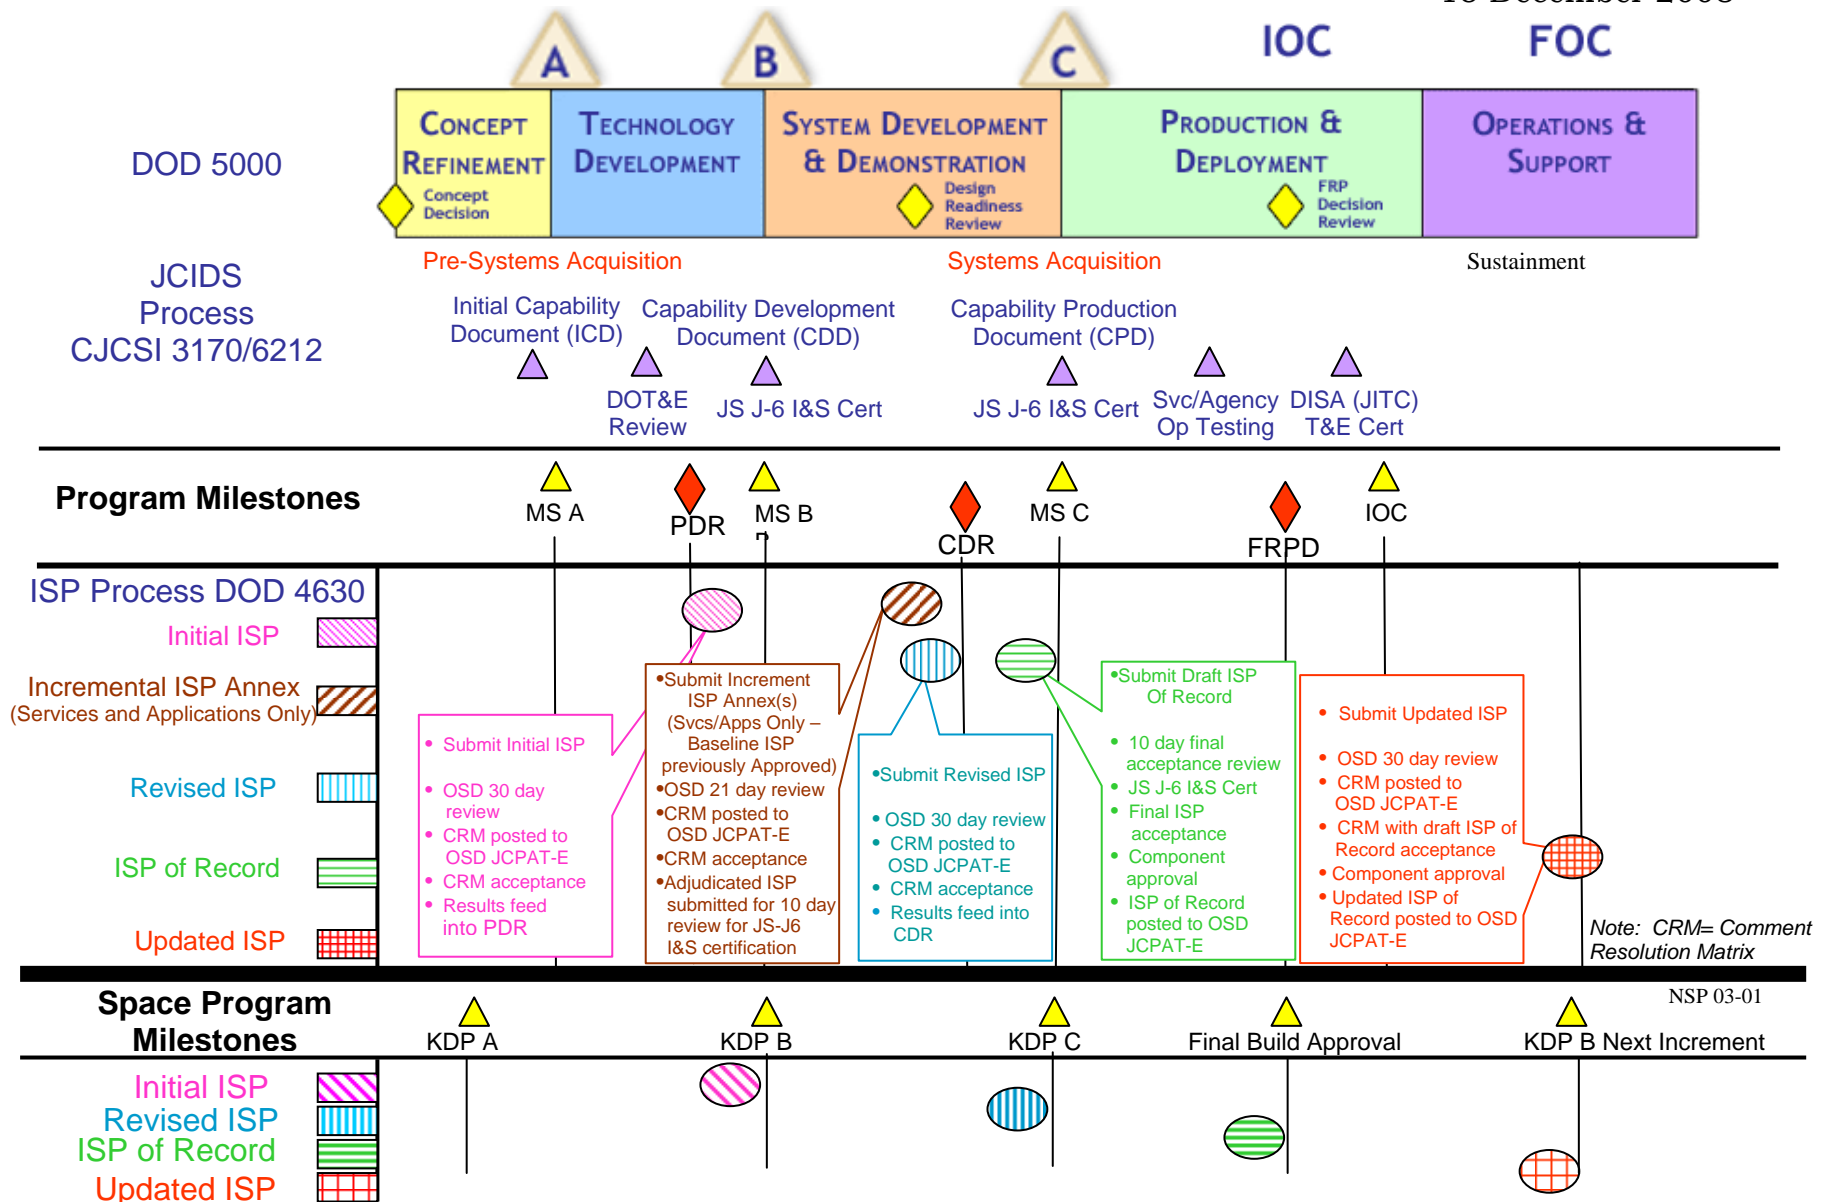 A
B
C
IOC
FOC
DOD 5000
CONCEPT
REFINEMENT
Concept
Decision
TECHNOLOGY
DEVELOPMENT
SYSTEM DEVELOPMENT
& DEMONSTRATION
Design
Readiness
Review
PRODUCTION &
DEPLOYMENT
FRP
Decision
Review
OPERATIONS &
SUPPORT
Pre-Systems Acquisition
Systems Acquisition
Sustainment
JCIDS
Process
CJCSI 3170/6212
Initial Capability
Document (ICD)
Capability Development
Document (CDD)
Capability Production
Document (CPD)
DOT&E
Review
JS J-6 I&S Cert
JS J-6 I&S Cert
Svc/Agency
Op Testing
DISA (JITC)
T&E Cert
Program Milestones
MS A
PDR
MS B
CDR
MS C
FRPD
IOC
ISP Process DOD 4630
Initial ISP
Incremental ISP Annex
(Services and Applications Only)
Revised ISP
ISP of Record
Updated ISP
• Submit Initial ISP
• OSD 30 day
review
• CRM posted to
OSD JCPAT-E
• CRM acceptance
• Results feed
into PDR
•Submit Increment
ISP Annex(s)
(Svcs/Apps Only –
Baseline ISP
previously Approved)
•OSD 21 day review
•CRM posted to
OSD JCPAT-E
•CRM acceptance
•Adjudicated ISP
submitted for 10 day
review for JS-J6
I&S certification
•Submit Revised ISP
• OSD 30 day review
• CRM posted to
OSD JCPAT-E
• CRM acceptance
• Results feed into
CDR
•Submit Draft ISP
Of Record
• 10 day final
acceptance review
• JS J-6 I&S Cert
• Final ISP
acceptance
• Component
approval
• ISP of Record
posted to OSD
JCPAT-E
• Submit Updated ISP
• OSD 30 day review
• CRM posted to
OSD JCPAT-E
• CRM with draft ISP of
Record acceptance
• Component approval
• Updated ISP of
Record posted to OSD
JCPAT-E
Note: CRM= Comment
Resolution Matrix
Space Program
Milestones
NSP 03-01
KDP A
KDP B
KDP C
Final Build Approval
KDP B Next Increment
Initial ISP
Revised ISP
ISP of Record
Updated ISP